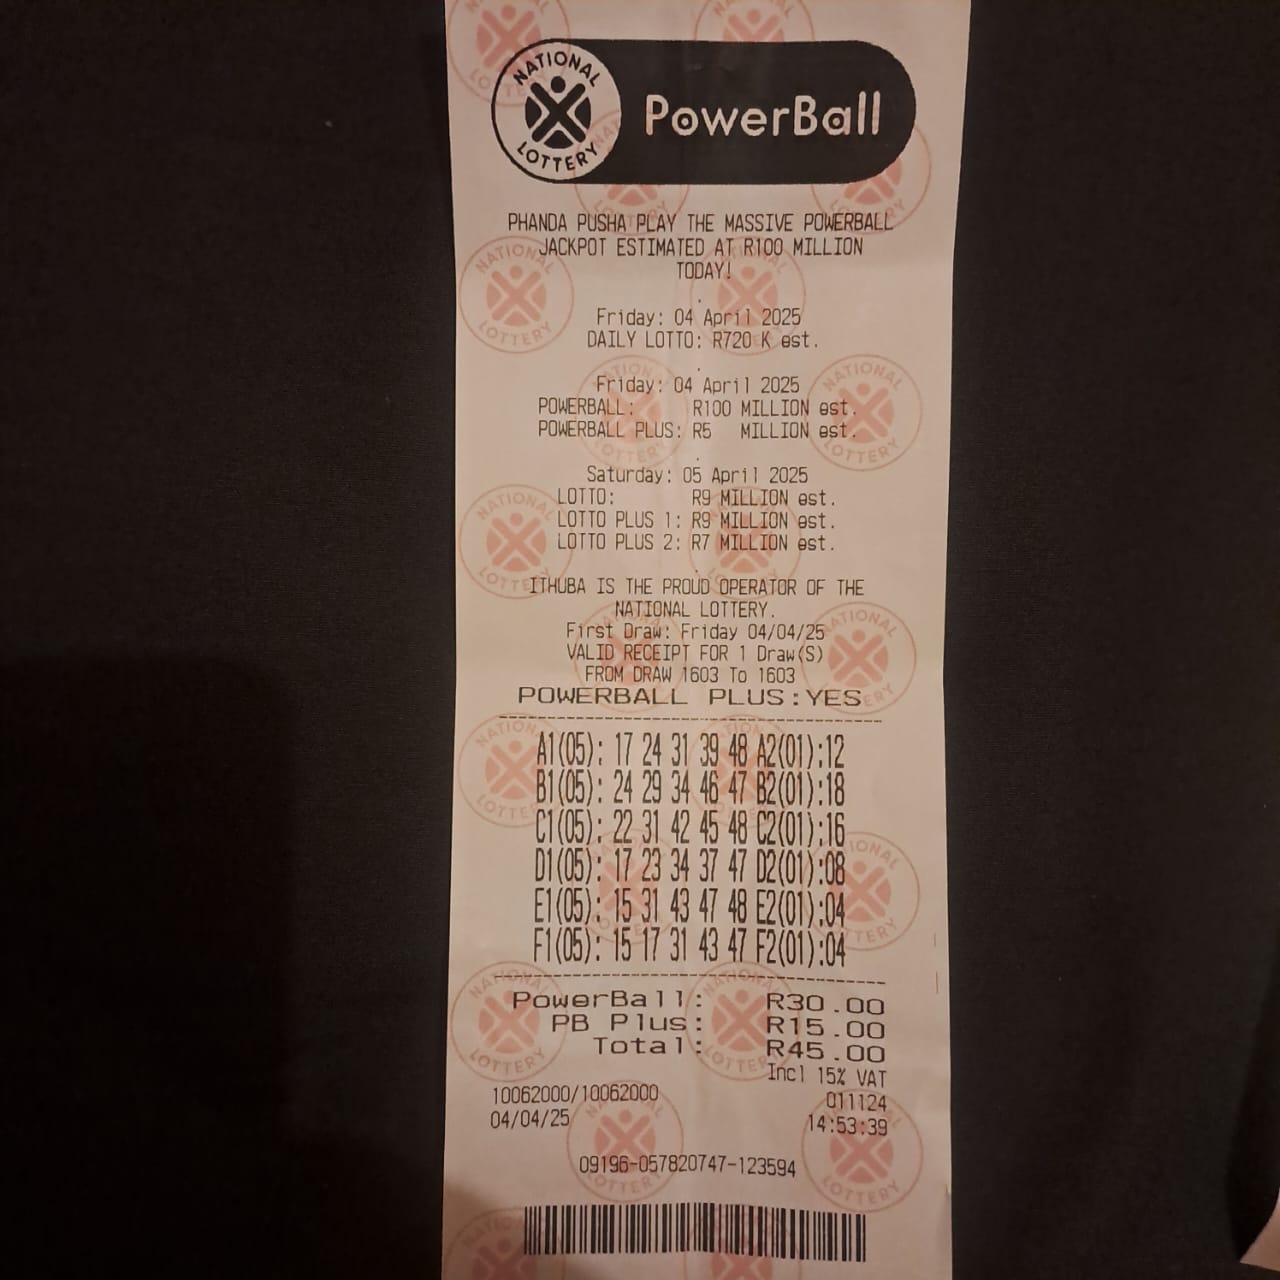 NATIONAL LOTTERY
PowerBall
PHANDA PUSHA PLAY THE MASSIVE POWERBALL
JACKPOT ESTIMATED AT R100 MILLION
TODAY!
.
Friday: 04 April 2025
DAILY LOTTO: R720 K est.
.
Friday: 04 April 2025
POWERBALL: R100 MILLION est.
POWERBALL PLUS: R5 MILLION est.
.
Saturday: 05 April 2025
LOTTO: R9 MILLION est.
LOTTO PLUS 1: R9 MILLION est.
LOTTO PLUS 2: R7 MILLION est.
ITHUBA IS THE PROUD OPERATOR OF THE
NATIONAL LOTTERY.
First Draw: Friday 04/04/25
VALID RECEIPT FOR 1 Draw(S)
FROM DRAW 1603 To 1603
POWERBALL PLUS:YES
A1(05): 17 24 31 39 48 A2(01):12
B1(05): 24 29 34 46 47 B2(01):18
C1(05): 22 31 42 45 48 C2(01):16
D1(05): 17 23 34 37 47 D2(01):08
E1(05): 15 31 43 47 48 E2(01):04
F1(05): 15 17 31 43 47 F2(01):04
PowerBall: R30.00
PB Plus: R15.00
Total: R45.00
Incl 15% VAT
10062000/10062000 011124
04/04/25 14:53:39
09196-057820747-123594